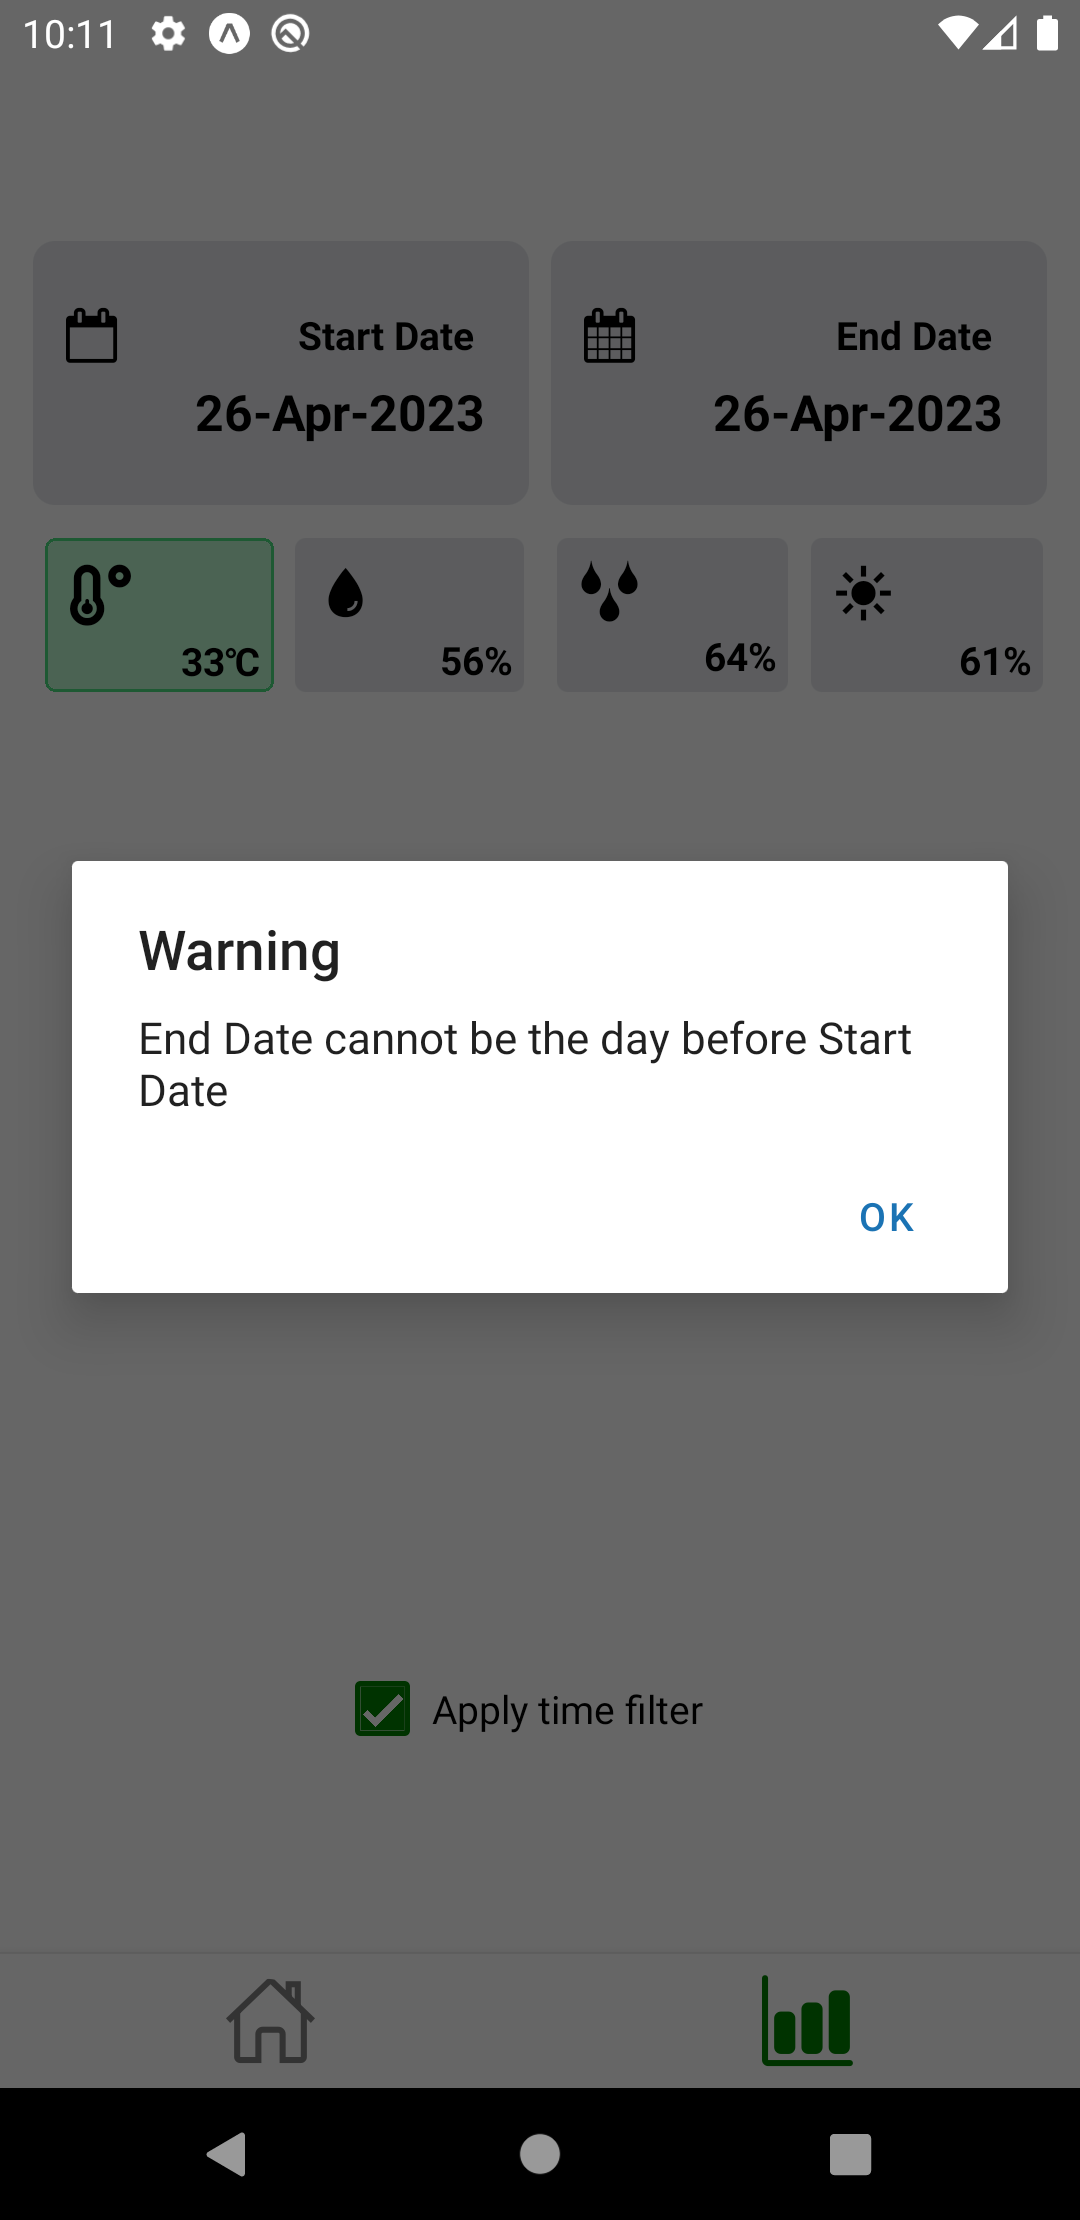 10:11
Start Date
26-Apr-2023
End Date
26-Apr-2023
33°C
56%
64%
61%
Warning
End Date cannot be the day before Start
Date
OK
Apply time filter